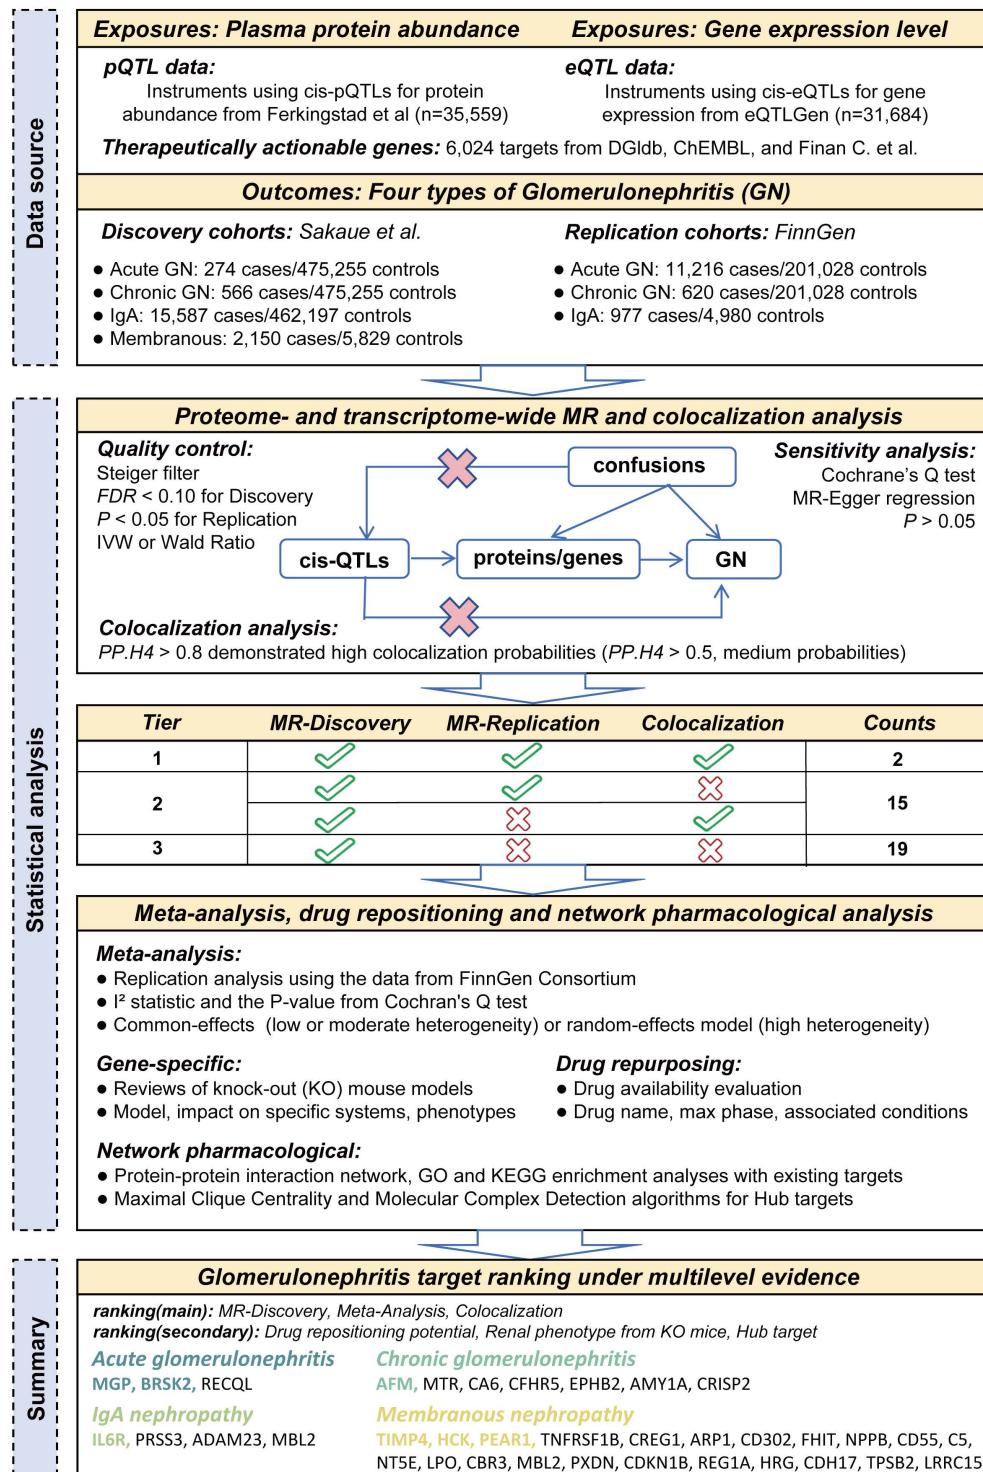 Data source
Exposures: Plasma protein abundance
Exposures: Gene expression level
pQTL data:
Instruments using cis-pQTLs for protein
abundance from Ferkingstad et al (n=35,559)
eQTL data:
Instruments using cis-eQTLs for gene
expression from eQTLGen (n=31,684)
Therapeutically actionable genes: 6,024 targets from DGIdb, ChEMBL, and Finan C. et al.
Outcomes: Four types of Glomerulonephritis (GN)
Discovery cohorts: Sakaue et al.
● Acute GN: 274 cases/475,255 controls
● Chronic GN: 566 cases/475,255 controls
● IgA: 15,587 cases/462,197 controls
● Membranous: 2,150 cases/5,829 controls
Replication cohorts: FinnGen
● Acute GN: 11,216 cases/201,028 controls
● Chronic GN: 620 cases/201,028 controls
● IgA: 977 cases/4,980 controls
Statistical analysis
Proteome- and transcriptome-wide MR and colocalization analysis
Quality control:
Steiger filter
FDR < 0.10 for Discovery
P < 0.05 for Replication
IVW or Wald Ratio
confusions
Sensitivity analysis:
Cochrane's Q test
MR-Egger regression
P > 0.05
cis-QTLs
proteins/genes
GN
Colocalization analysis:
PP.H4 > 0.8 demonstrated high colocalization probabilities (PP.H4 > 0.5, medium probabilities)
Tier MR-Discovery MR-Replication Colocalization Counts
1 2
2 15
3 19
Meta-analysis, drug repositioning and network pharmacological analysis
Meta-analysis:
● Replication analysis using the data from FinnGen Consortium
● I² statistic and the P-value from Cochran's Q test
● Common-effects (low or moderate heterogeneity) or random-effects model (high heterogeneity)
Gene-specific:
● Reviews of knock-out (KO) mouse models
● Model, impact on specific systems, phenotypes
Drug repurposing:
● Drug availability evaluation
● Drug name, max phase, associated conditions
Network pharmacological:
● Protein-protein interaction network, GO and KEGG enrichment analyses with existing targets
● Maximal Clique Centrality and Molecular Complex Detection algorithms for Hub targets
Summary
Glomerulonephritis target ranking under multilevel evidence
ranking(main): MR-Discovery, Meta-Analysis, Colocalization
ranking(secondary): Drug repositioning potential, Renal phenotype from KO mice, Hub target
Acute glomerulonephritis
MGP, BRSK2, RECQL
Chronic glomerulonephritis
AFM, MTR, CA6, CFHR5, EPHB2, AMY1A, CRISP2
IgA nephropathy
IL6R, PRSS3, ADAM23, MBL2
Membranous nephropathy
TIMP4, HCK, PEAR1, TNFRSF1B, CREG1, ARP1, CD302, FHIT, NPPB, CD55, C5,
NT5E, LPO, CBR3, MBL2, PXDN, CDKN1B, REG1A, HRG, CDH17, TPSB2, LRRC15